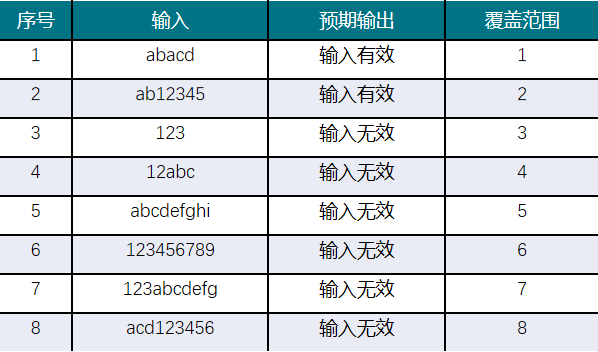 序号 输入 预期输出 覆盖范围
1 abacd 输入有效 1
2 ab12345 输入有效 2
3 123 输入无效 3
4 12abc 输入无效 4
5 abcdefghi 输入无效 5
6 123456789 输入无效 6
7 123abcdefg 输入无效 7
8 acd123456 输入无效 8